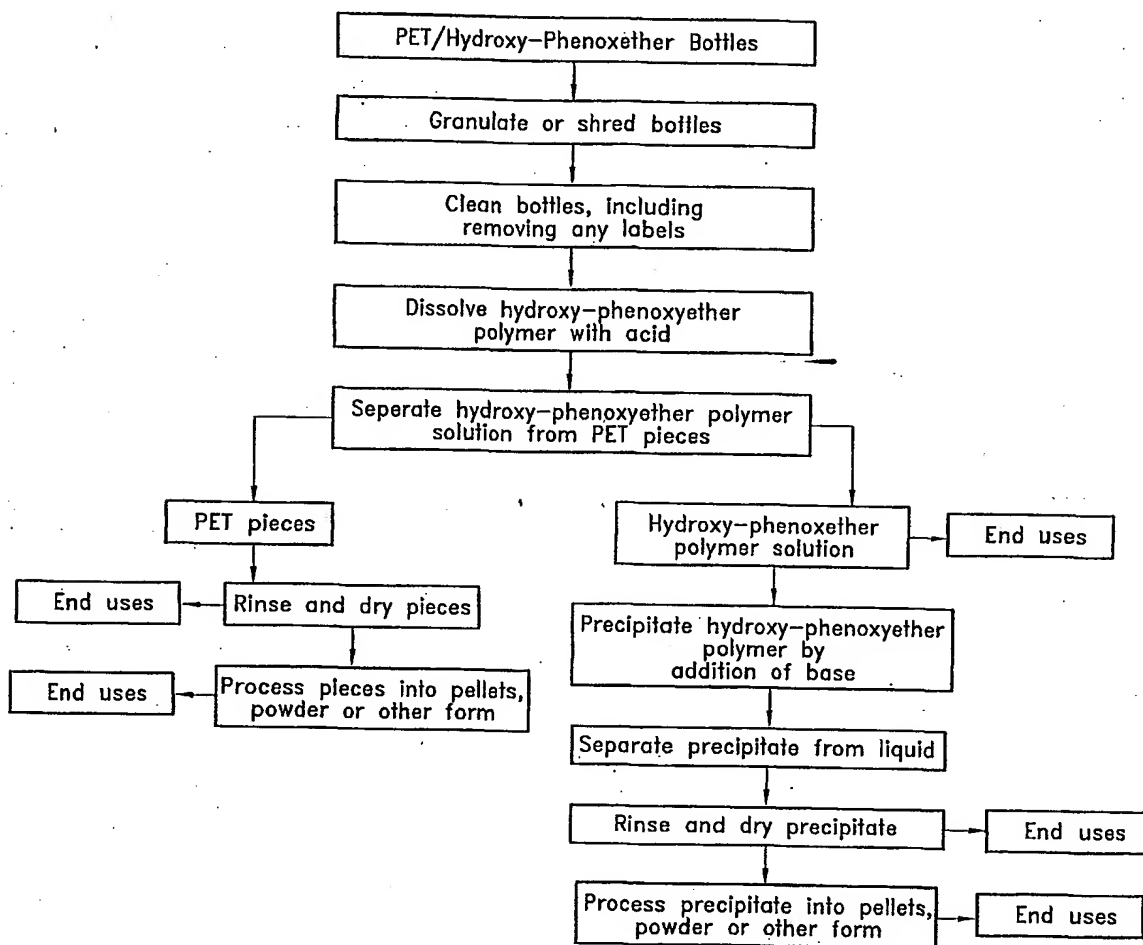 PET/Hydroxy-Phenoxether Bottles
Granulate or shred bottles
Clean bottles, including
removing any labels
Dissolve hydroxy-phenoxyether
polymer with acid
Seperate hydroxy-phenoxyether polymer
solution from PET pieces
PET pieces
Rinse and dry pieces
End uses
Process pieces into pellets,
powder or other form
End uses
Hydroxy-phenoxether
polymer solution
End uses
Precipitate hydroxy-phenoxyether
polymer by
addition of base
Separate precipitate from liquid
Rinse and dry precipitate
End uses
Process precipitate into pellets,
powder or other form
End uses